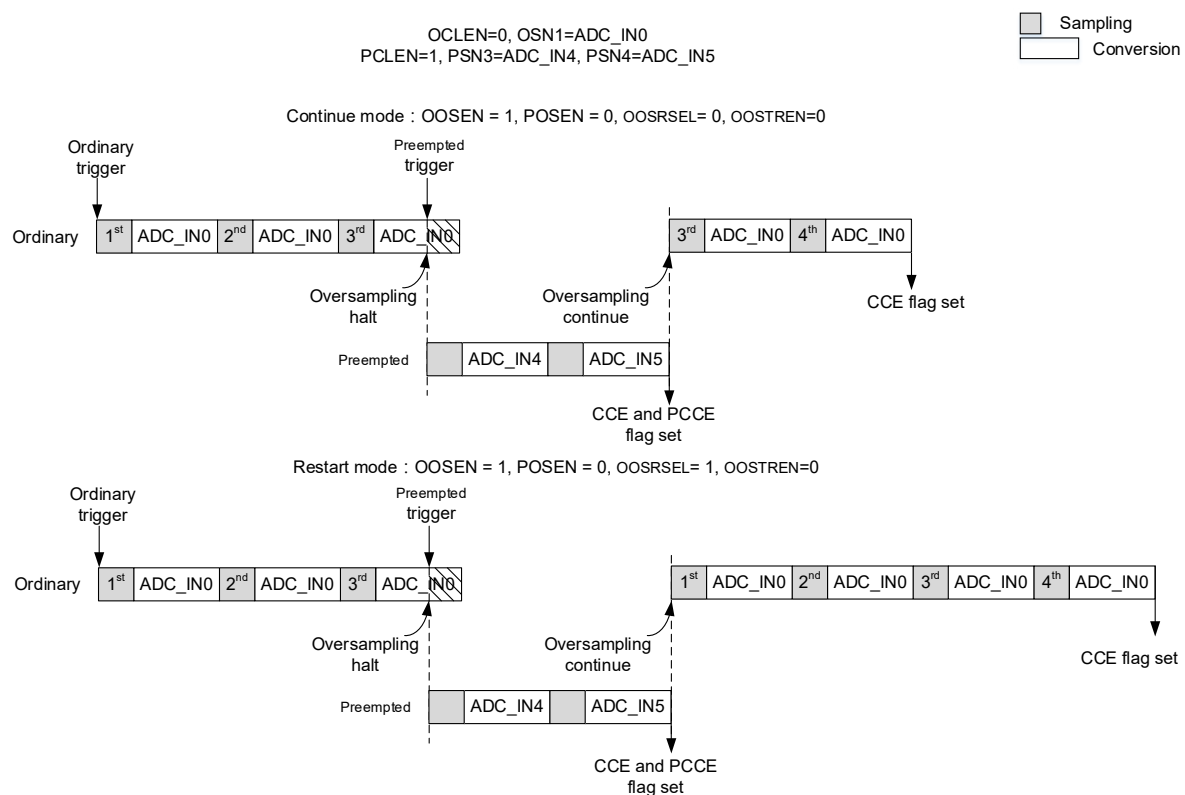 OCLEN=0, OSN1=ADC_IN0
PCLEN=1, PSN3=ADC_IN4, PSN4=ADC_IN5
Sampling
Conversion
Continue mode : OOSEN = 1, POSEN = 0, OOSRSEL= 0, OOSTREN=0
Ordinary
trigger
Preempted
trigger
Ordinary 1st ADC_IN0 2nd ADC_IN0 3rd ADC_IN0 3rd ADC_IN0 4th ADC_IN0
Oversampling
halt
Oversampling
continue
CCE flag set
Preempted ADC_IN4 ADC_IN5
CCE and PCCE
flag set
Restart mode : OOSEN = 1, POSEN = 0, OOSRSEL= 1, OOSTREN=0
Ordinary
trigger
Preempted
trigger
Ordinary 1st ADC_IN0 2nd ADC_IN0 3rd ADC_IN0 1st ADC_IN0 2nd ADC_IN0 3rd ADC_IN0 4th ADC_IN0
Oversampling
halt
Oversampling
continue
CCE flag set
Preempted ADC_IN4 ADC_IN5
CCE and PCCE
flag set